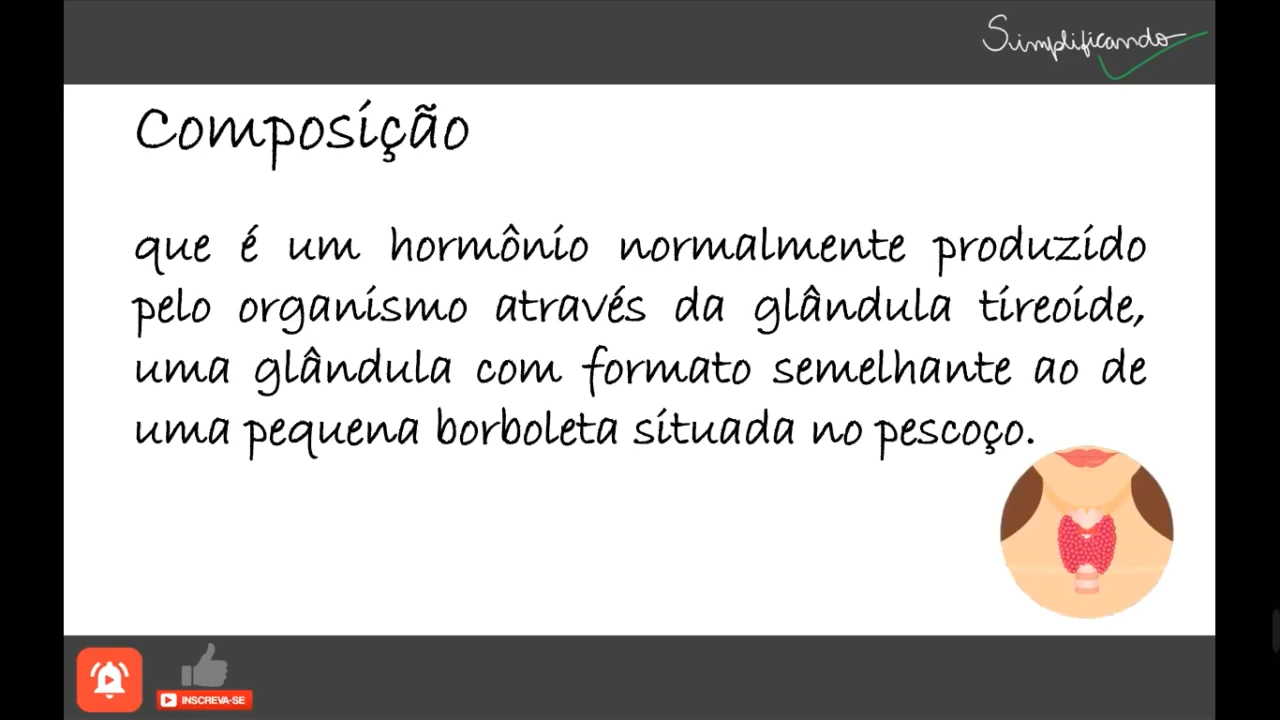 Simplificando
Composição
que é um hormônio normalmente produzido
pelo organismo através da glândula tireoide,
uma glândula com formato semelhante ao de
uma pequena borboleta situada no pescoço.
INSCREVA-SE